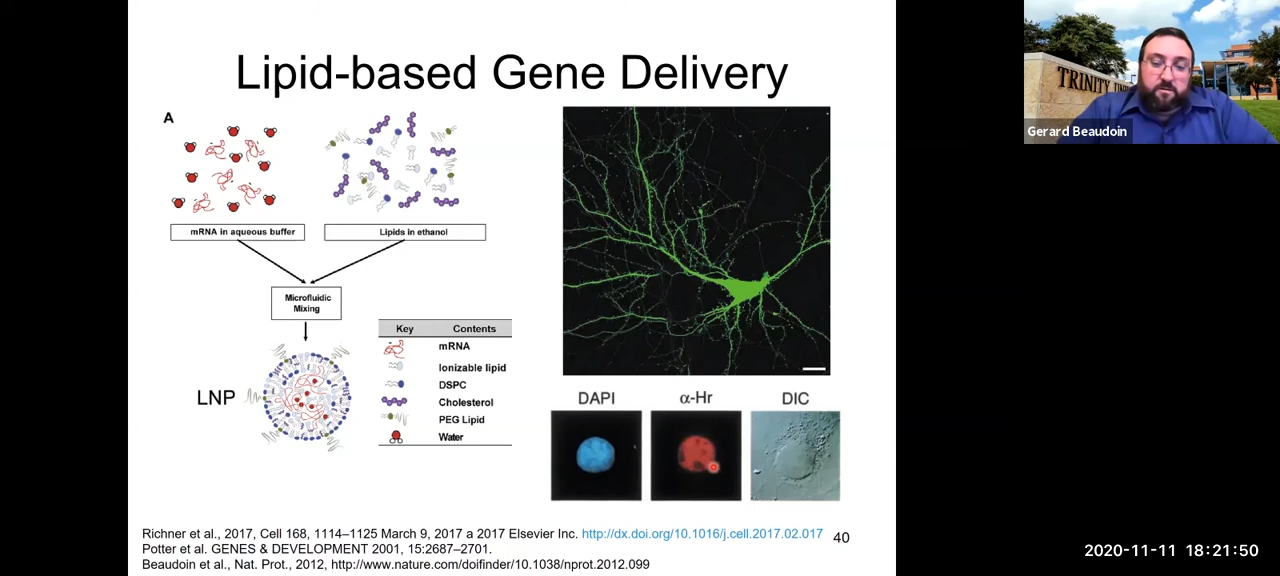 Lipid-based Gene Delivery
A
mRNA in aqueous buffer
Lipids in ethanol
Microfluidic
Mixing
LNP
Key Contents
mRNA
Ionizable lipid
DSPC
Cholesterol
PEG Lipid
Water
DAPI α-Hr DIC
Richner et al., 2017, Cell 168, 1114–1125 March 9, 2017 a 2017 Elsevier Inc. http://dx.doi.org/10.1016/j.cell.2017.02.017
Potter et al. GENES & DEVELOPMENT 2001, 15:2687–2701.
Beaudoin et al., Nat. Prot., 2012, http://www.nature.com/doifinder/10.1038/nprot.2012.099
40
TRINITY UNI
Gerard Beaudoin
2020-11-11 18:21:50